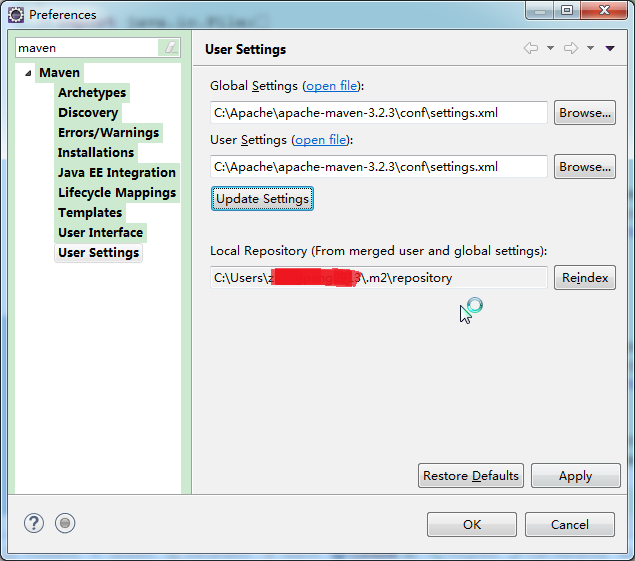 Preferences
maven
User Settings
Maven
Archetypes
Discovery
Errors/Warnings
Installations
Java EE Integration
Lifecycle Mappings
Templates
User Interface
User Settings
Global Settings (open file):
C:\Apache\apache-maven-3.2.3\conf\settings.xml
Browse...
User Settings (open file):
C:\Apache\apache-maven-3.2.3\conf\settings.xml
Browse...
Update Settings
Local Repository (From merged user and global settings):
C:\Users\z 3\.m2\repository
Reindex
Restore Defaults
Apply
OK
Cancel